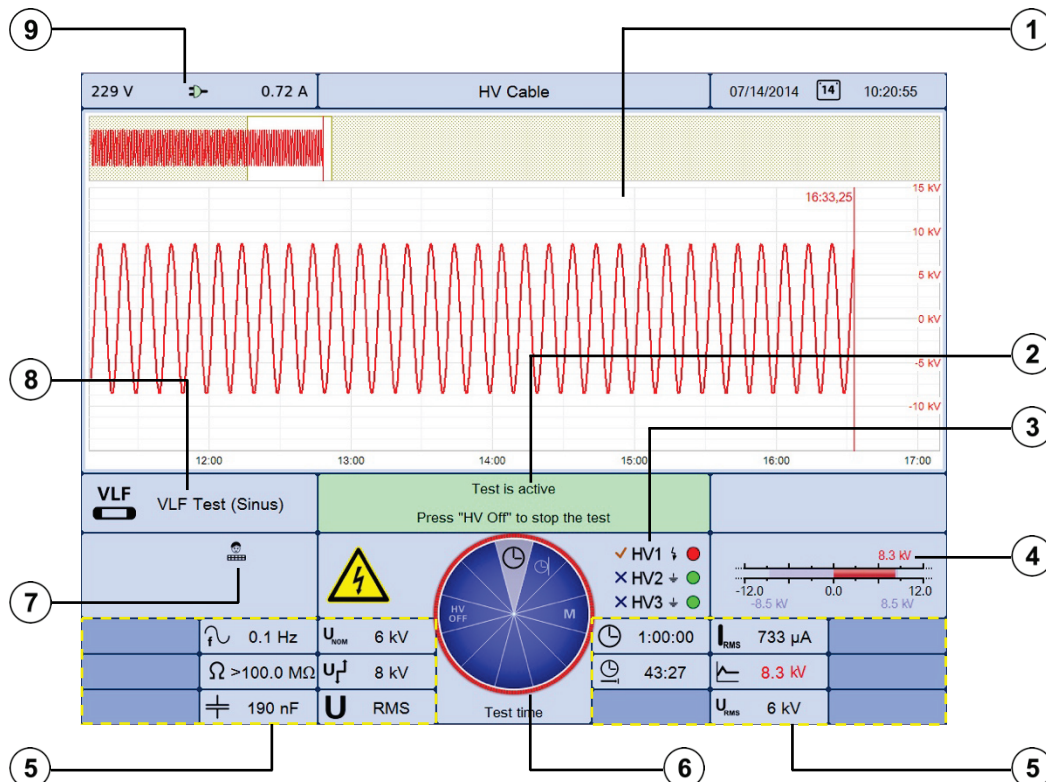 9
1
229 V 0.72 A HV Cable 07/14/2014 14 10:20:55
16:33,25
15 kV
10 kV
5 kV
0 kV
-5 kV
-10 kV
12:00 13:00 14:00 15:00 16:00 17:00
2
8
3
VLF VLF Test (Sinus)
Test is active
Press "HV Off" to stop the test
HV1
HV2
HV3
8.3 kV
-12.0 0.0 12.0
-8.5 kV 8.5 kV
4
7
HV OFF
M
f 0.1 Hz UNOM 6 kV 1:00:00 IRMS 733 µA
Ω >100.0 MΩ U 8 kV 43:27 8.3 kV
190 nF U RMS Test time URMS 6 kV
5
6
5